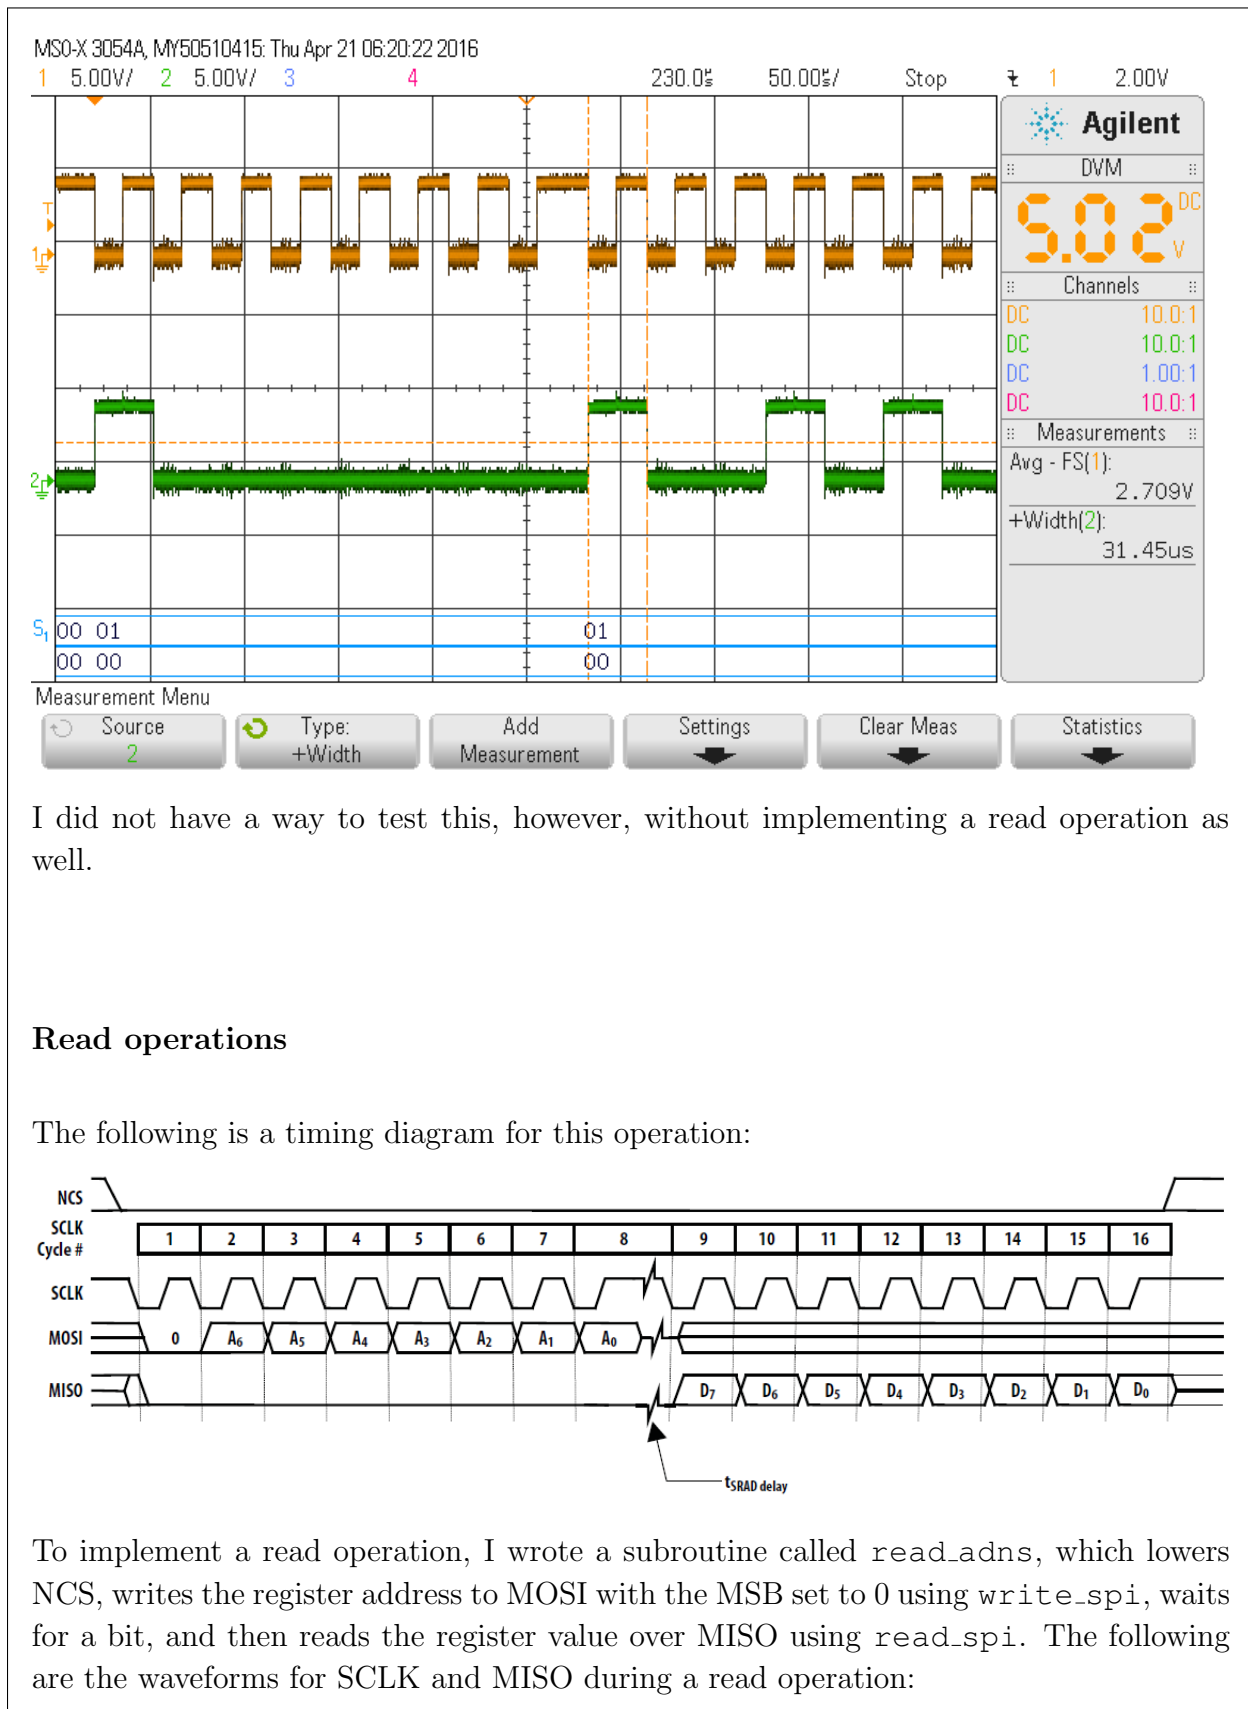 MSO-X 3054A, MY50510415: Thu Apr 21 06:20:22 2016
1 5.00V/ 2 5.00V/ 3 4 230.0µs 50.00µs/ Stop 1 2.00V
Agilent
DVM
5.02 DC V
Channels
DC 10.0:1
DC 10.0:1
DC 1.00:1
DC 10.0:1
Measurements
Avg - FS(1):
2.709V
+Width(2):
31.45us
T
1
2
S1 00 01 01
00 00 00
Measurement Menu
Source
2
Type:
+Width
Add
Measurement
Settings
Clear Meas
Statistics
I did not have a way to test this, however, without implementing a read operation as
well.
Read operations
The following is a timing diagram for this operation:
NCS
SCLK
Cycle # 1 2 3 4 5 6 7 8 9 10 11 12 13 14 15 16
SCLK
MOSI 0 A6 A5 A4 A3 A2 A1 A0
MISO D7 D6 D5 D4 D3 D2 D1 D0
tSRAD delay
To implement a read operation, I wrote a subroutine called read_adns, which lowers
NCS, writes the register address to MOSI with the MSB set to 0 using write_spi, waits
for a bit, and then reads the register value over MISO using read_spi. The following
are the waveforms for SCLK and MISO during a read operation: